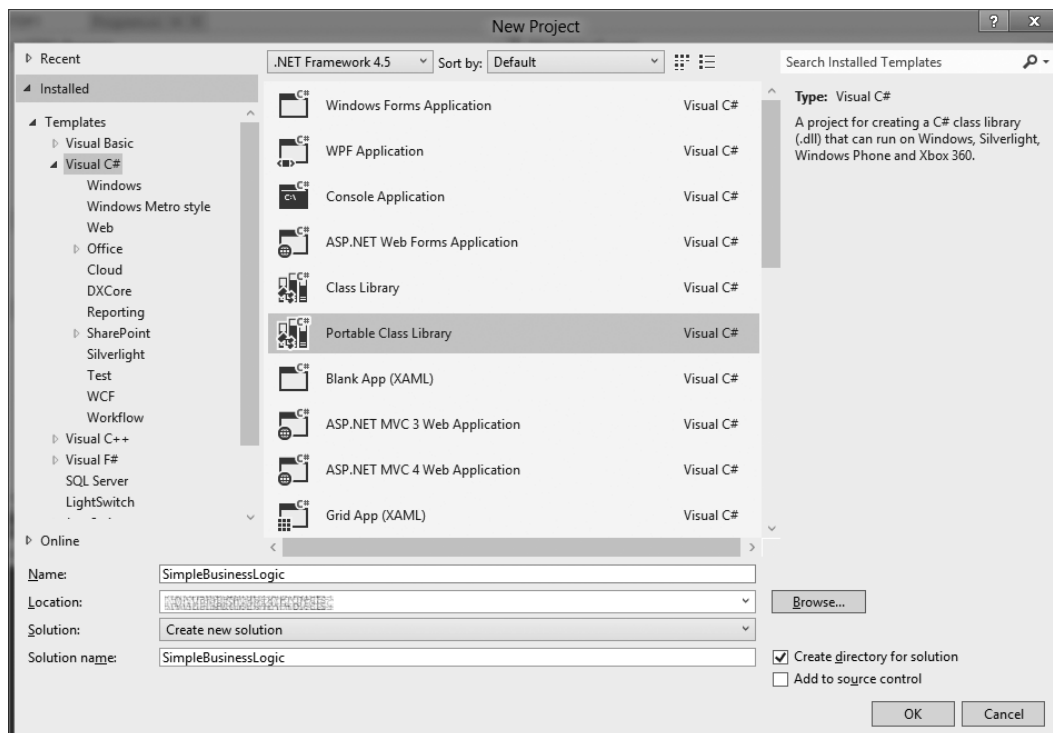 New Project
? X
Recent
Installed
Templates
Visual Basic
Visual C#
Windows
Windows Metro style
Web
Office
Cloud
DXCore
Reporting
SharePoint
Silverlight
Test
WCF
Workflow
Visual C++
Visual F#
SQL Server
LightSwitch
Online
.NET Framework 4.5 Sort by: Default
Windows Forms Application Visual C#
WPF Application Visual C#
Console Application Visual C#
ASP.NET Web Forms Application Visual C#
Class Library Visual C#
Portable Class Library Visual C#
Blank App (XAML) Visual C#
ASP.NET MVC 3 Web Application Visual C#
ASP.NET MVC 4 Web Application Visual C#
Grid App (XAML) Visual C#
Search Installed Templates
Type: Visual C#
A project for creating a C# class library
(.dll) that can run on Windows, Silverlight,
Windows Phone and Xbox 360.
Name: SimpleBusinessLogic
Location: Browse...
Solution: Create new solution
Solution name: SimpleBusinessLogic
Create directory for solution
Add to source control
OK Cancel